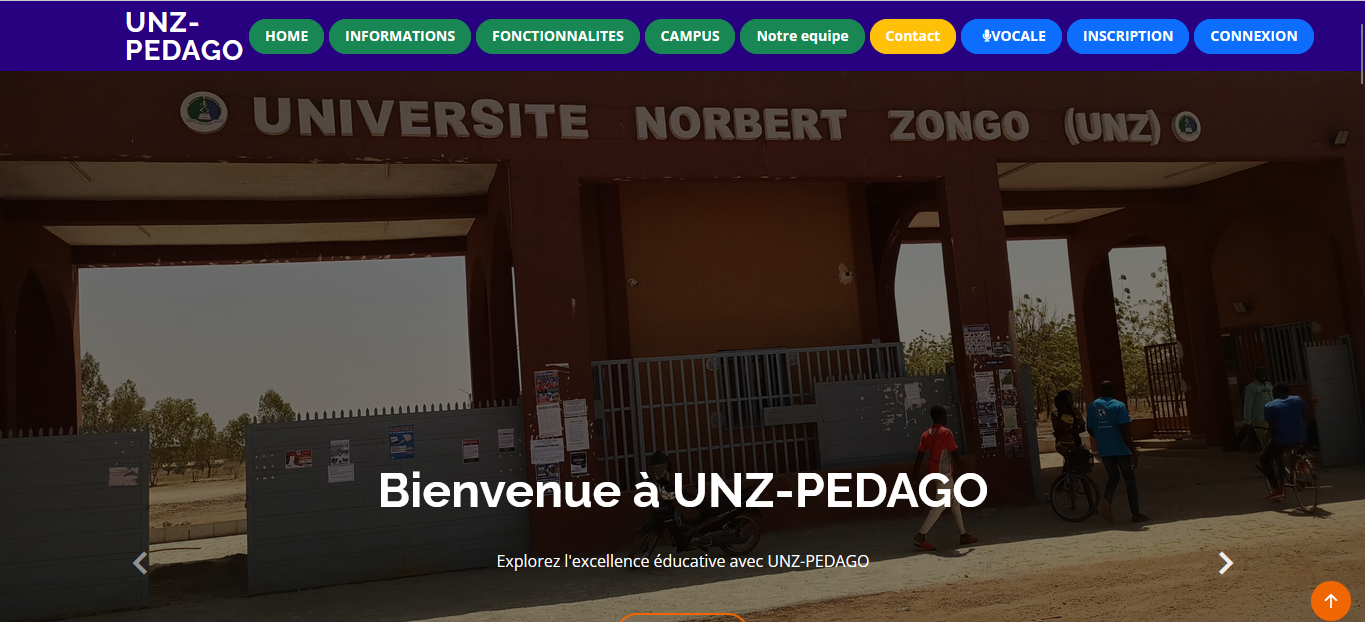 UNZ-
PEDAGO
HOME
INFORMATIONS
FONCTIONNALITES
CAMPUS
Notre equipe
Contact
VOCALE
INSCRIPTION
CONNEXION
UNIVERSITE NORBERT ZONGO (UNZ)
Bienvenue à UNZ-PEDAGO
Explorez l'excellence éducative avec UNZ-PEDAGO